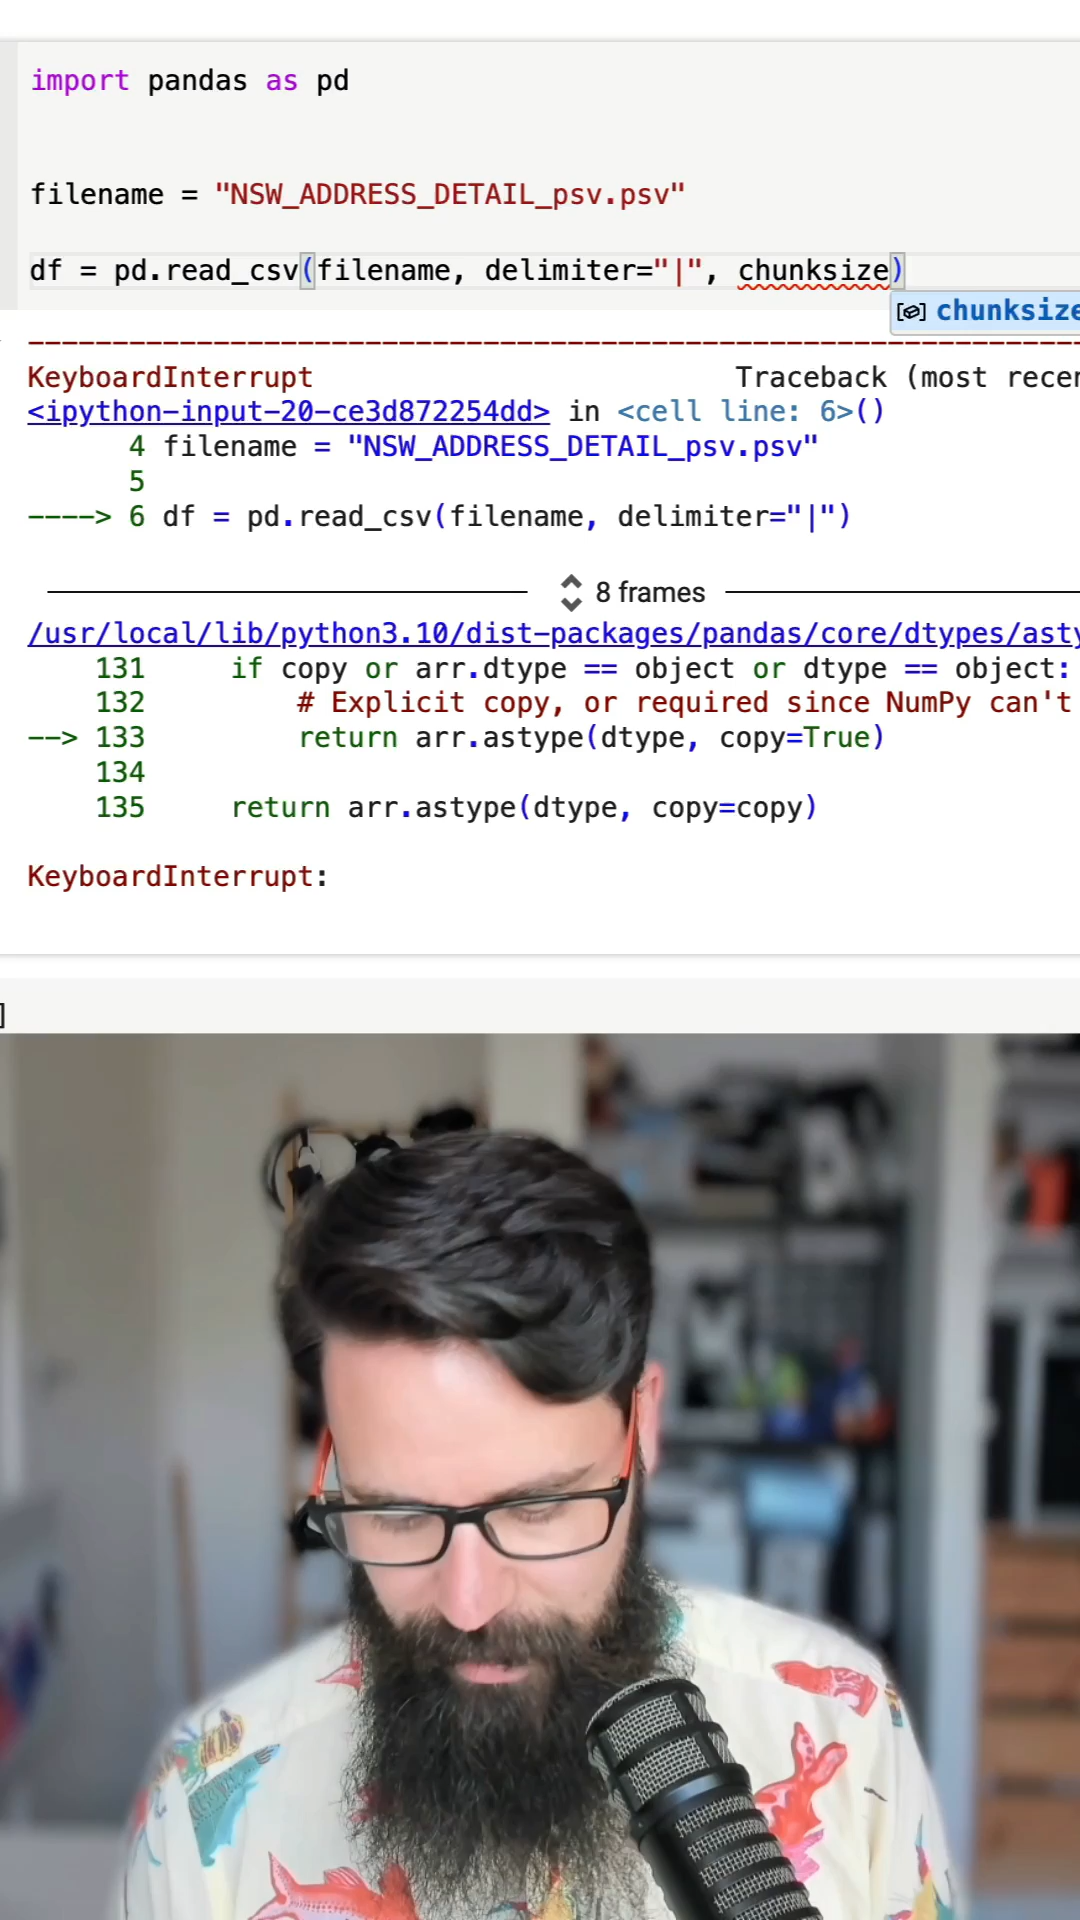 import pandas as pd
filename = "NSW_ADDRESS_DETAIL_psv.psv"
df = pd.read_csv(filename, delimiter="|", chunksize)
chunksize
KeyboardInterrupt Traceback (most recen
<ipython-input-20-ce3d872254dd> in <cell line: 6>()
4 filename = "NSW_ADDRESS_DETAIL_psv.psv"
5
----> 6 df = pd.read_csv(filename, delimiter="|")
8 frames
/usr/local/lib/python3.10/dist-packages/pandas/core/dtypes/asty
131 if copy or arr.dtype == object or dtype == object:
132 # Explicit copy, or required since NumPy can't
--> 133 return arr.astype(dtype, copy=True)
134
135 return arr.astype(dtype, copy=copy)
KeyboardInterrupt:
]